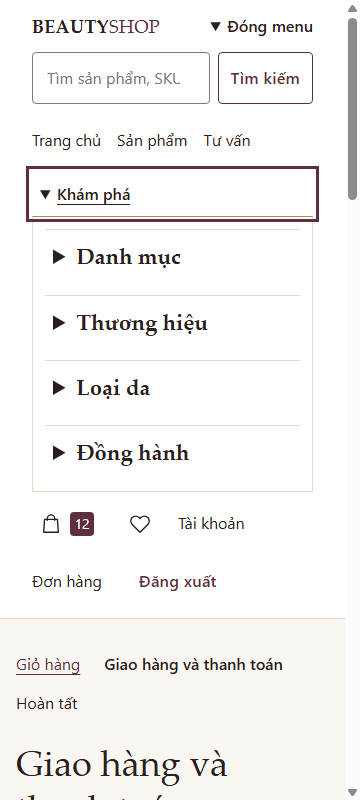 BEAUTYSHOP
▼ Đóng menu
Tìm sản phẩm, SKU
Tìm kiếm
Trang chủ Sản phẩm Tư vấn
▼ Khám phá
▶ Danh mục
▶ Thương hiệu
▶ Loại da
▶ Đồng hành
12
Tài khoản
Đơn hàng
Đăng xuất
Giỏ hàng
Giao hàng và thanh toán
Hoàn tất
Giao hàng và
thanh toán